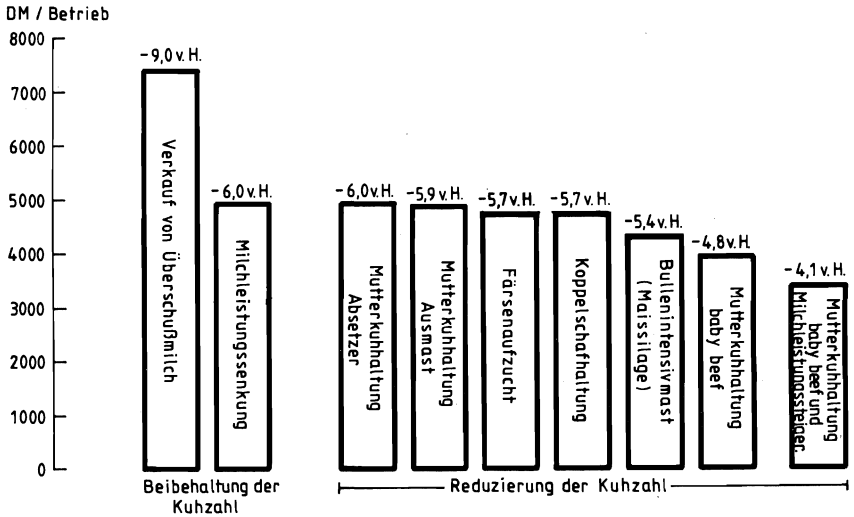 DM / Betrieb
8000
7000
6000
5000
4000
3000
2000
1000
0
-9,0 v. H.
Verkauf von Überschußmilch
-6,0 v. H.
Milchleistungssenkung
-6,0 v. H.
Mutterkuhhaltung
Absetzer
-5,9 v. H.
Mutterkuhhaltung
Ausmast
-5,7 v. H.
Färsenaufzucht
-5,7 v. H.
Koppelschafhaltung
-5,4 v. H.
Bullenintensivmast
(Maissilage)
-4,8 v. H.
Mutterkuhhaltung
baby beef
-4,1 v. H.
Mutterkuhhaltung
baby beef und
Milchleistungssteiger.
Beibehaltung der
Kuhzahl
Reduzierung der Kuhzahl